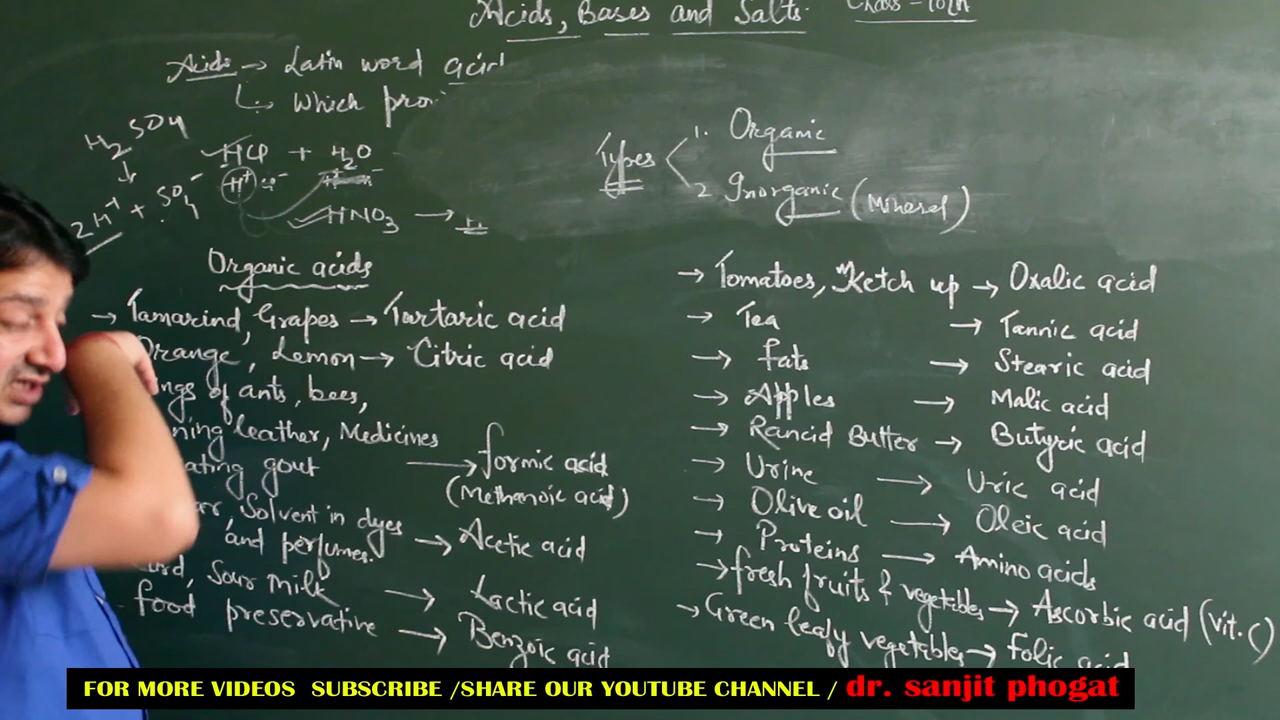 Acids, Bases and Salts. Class - 10th
Acids → Latin word
Which
H2SO4
HCl + H2O
H+
2H+ + SO4-
HNO3 →
Types
1. Organic
2. Inorganic (Mineral)
Organic acids
→ Tamarind, Grapes → Tartaric acid
Orange, Lemon → Citric acid
of ants, bees,
leather, Medicines
gout → formic acid
(Methanoic acid)
Solvent in dyes
and perfumes. → Acetic acid
Sour Milk → Lactic acid
food preservative → Benzoic acid
→ Tomatoes, Ketch up → Oxalic acid
→ Tea → Tannic acid
→ fats → Stearic acid
→ Apples → Malic acid
→ Rancid Butter → Butyric acid
→ Urine → Uric acid
→ Olive oil → Oleic acid
→ Proteins → Amino acids
→ fresh fruits & vegetables → Ascorbic acid (vit. C)
→ Green leafy vegetables → folic acid
FOR MORE VIDEOS SUBSCRIBE /SHARE OUR YOUTUBE CHANNEL / dr. sanjit phogat